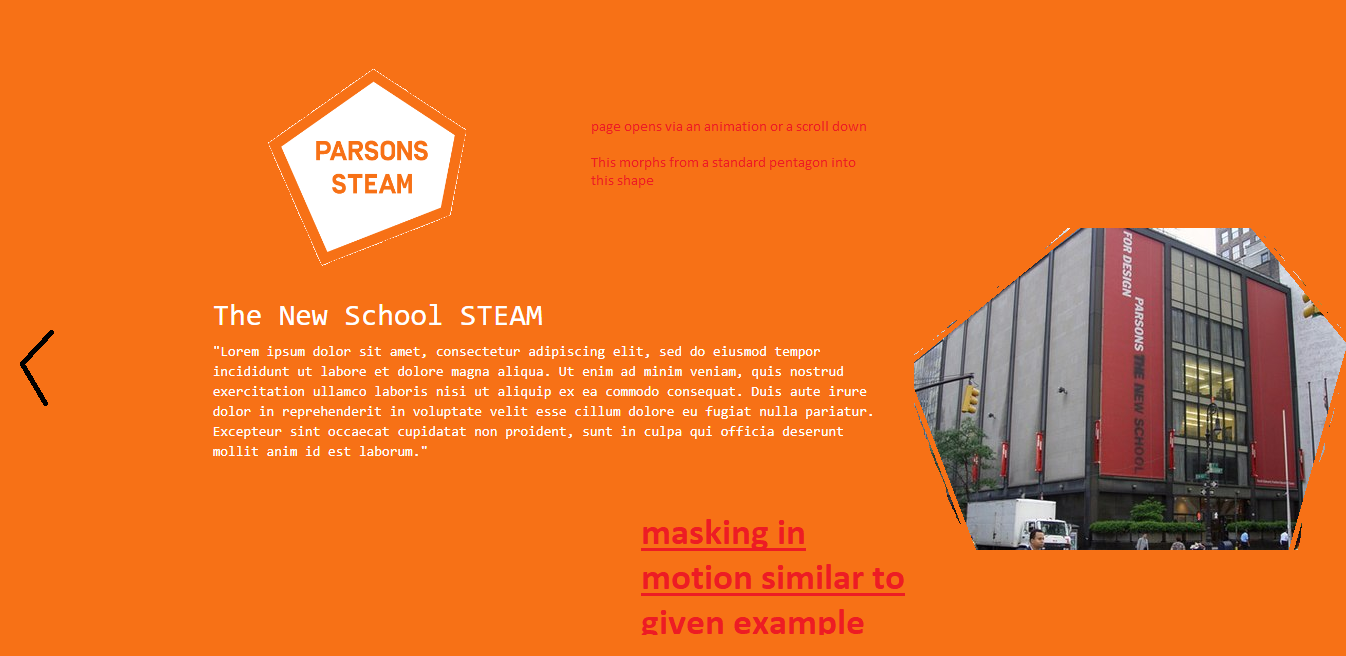 PARSONS
STEAM
page opens via an animation or a scroll down
This morphs from a standard pentagon into
this shape
FOR DESIGN
PARSONS THE NEW SCHOOL
The New School STEAM
"Lorem ipsum dolor sit amet, consectetur adipiscing elit, sed do eiusmod tempor
incididunt ut labore et dolore magna aliqua. Ut enim ad minim veniam, quis nostrud
exercitation ullamco laboris nisi ut aliquip ex ea commodo consequat. Duis aute irure
dolor in reprehenderit in voluptate velit esse cillum dolore eu fugiat nulla pariatur.
Excepteur sint occaecat cupidatat non proident, sunt in culpa qui officia deserunt
mollit anim id est laborum."
masking in
motion similar to
given example